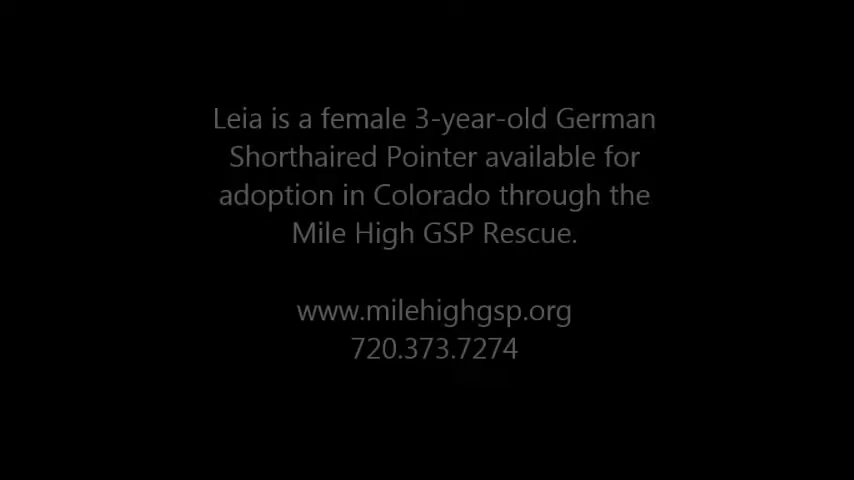 Leia is a female 3-year-old German
Shorthaired Pointer available for
adoption in Colorado through the
Mile High GSP Rescue.
www.milehighgsp.org
720.373.7274